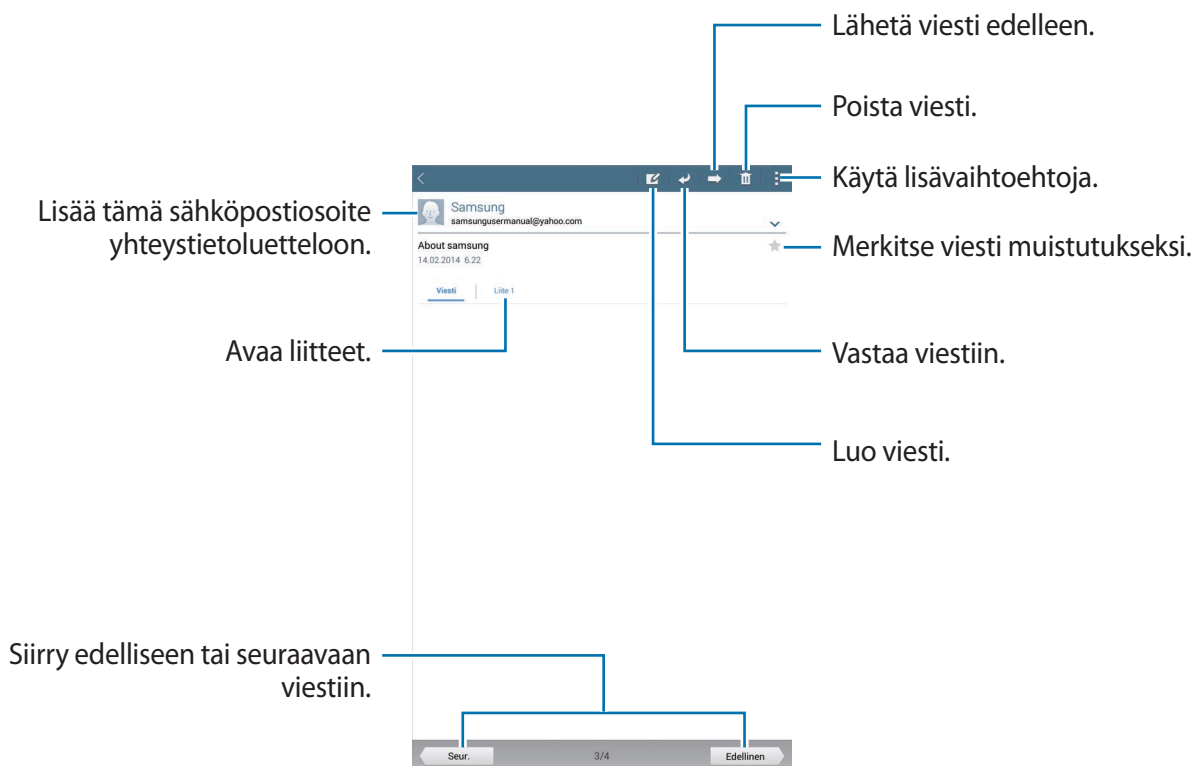 Lähetä viesti edelleen.
Poista viesti.
Käytä lisävaihtoehtoja.
Lisää tämä sähköpostiosoite
yhteystietoluetteloon.
Samsung
samsungusermanual@yahoo.com
Merkitse viesti muistutukseksi.
About samsung
14.02.2014 6.22
Viesti
Liite 1
Avaa liitteet.
Vastaa viestiin.
Luo viesti.
Siirry edelliseen tai seuraavaan
viestiin.
Seur.
3/4
Edellinen